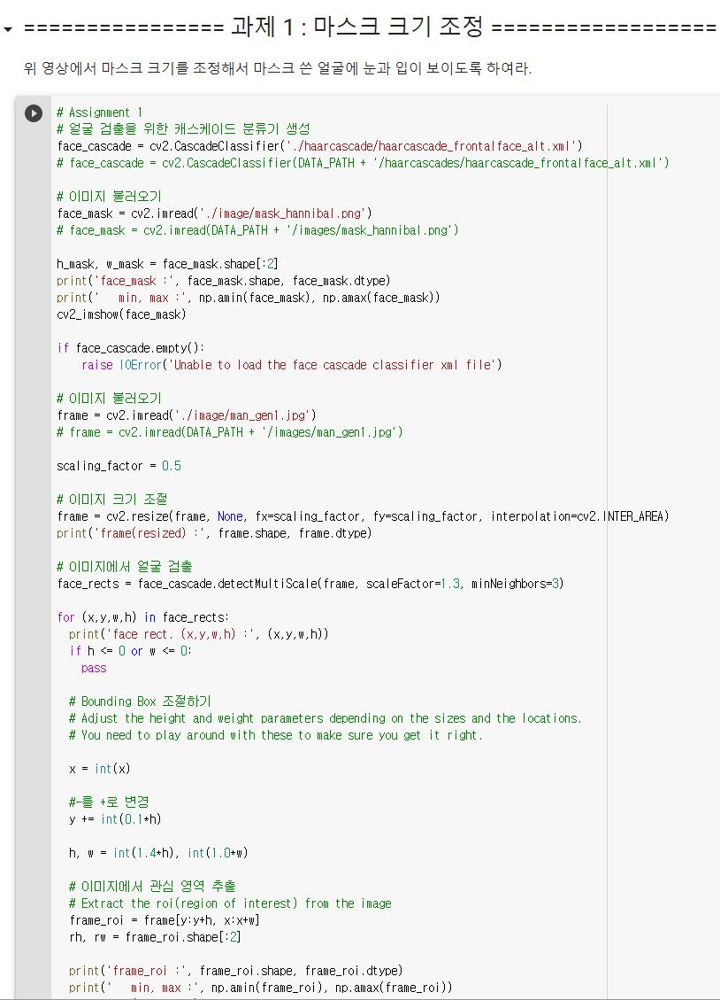 ================ 과제 1 : 마스크 크기 조정 ==================
위 영상에서 마스크 크기를 조정해서 마스크 쓴 얼굴에 눈과 입이 보이도록 하여라.
# Assignment 1
# 얼굴 검출을 위한 캐스케이드 분류기 생성
face_cascade = cv2.CascadeClassifier('./haarcascade/haarcascade_frontalface_alt.xml')
# face_cascade = cv2.CascadeClassifier(DATA_PATH + '/haarcascades/haarcascade_frontalface_alt.xml')
# 이미지 불러오기
face_mask = cv2.imread('./image/mask_hannibal.png')
# face_mask = cv2.imread(DATA_PATH + '/images/mask_hannibal.png')
h_mask, w_mask = face_mask.shape[:2]
print('face_mask :', face_mask.shape, face_mask.dtype)
print('   min, max :', np.amin(face_mask), np.amax(face_mask))
cv2_imshow(face_mask)
if face_cascade.empty():
    raise IOError('Unable to load the face cascade classifier xml file')
# 이미지 불러오기
frame = cv2.imread('./image/man_gen1.jpg')
# frame = cv2.imread(DATA_PATH + '/images/man_gen1.jpg')
scaling_factor = 0.5
# 이미지 크기 조절
frame = cv2.resize(frame, None, fx=scaling_factor, fy=scaling_factor, interpolation=cv2.INTER_AREA)
print('frame(resized) :', frame.shape, frame.dtype)
# 이미지에서 얼굴 검출
face_rects = face_cascade.detectMultiScale(frame, scaleFactor=1.3, minNeighbors=3)
for (x,y,w,h) in face_rects:
  print('face rect. (x,y,w,h) :', (x,y,w,h))
  if h <= 0 or w <= 0:
    pass
  # Bounding Box 조절하기
  # Adjust the height and weight parameters depending on the sizes and the locations.
  # You need to play around with these to make sure you get it right.
  x = int(x)
  #-를 +로 변경
  y += int(0.1*h)
  h, w = int(1.4*h), int(1.0*w)
  # 이미지에서 관심 영역 추출
  # Extract the roi(region of interest) from the image
  frame_roi = frame[y:y+h, x:x+w]
  rh, rw = frame_roi.shape[:2]
  print('frame_roi :', frame_roi.shape, frame_roi.dtype)
  print('   min, max :', np.amin(frame_roi), np.amax(frame_roi))